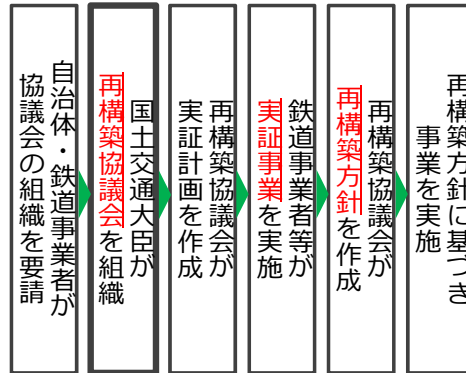 自治体・鉄道事業者が
協議会の組織を要請
国土交通大臣が
再構築協議会を組織
再構築協議会が
実証計画を作成
鉄道事業者等が
実証事業を実施
再構築協議会が
再構築方針を作成
再構築方針に基づき
事業を実施